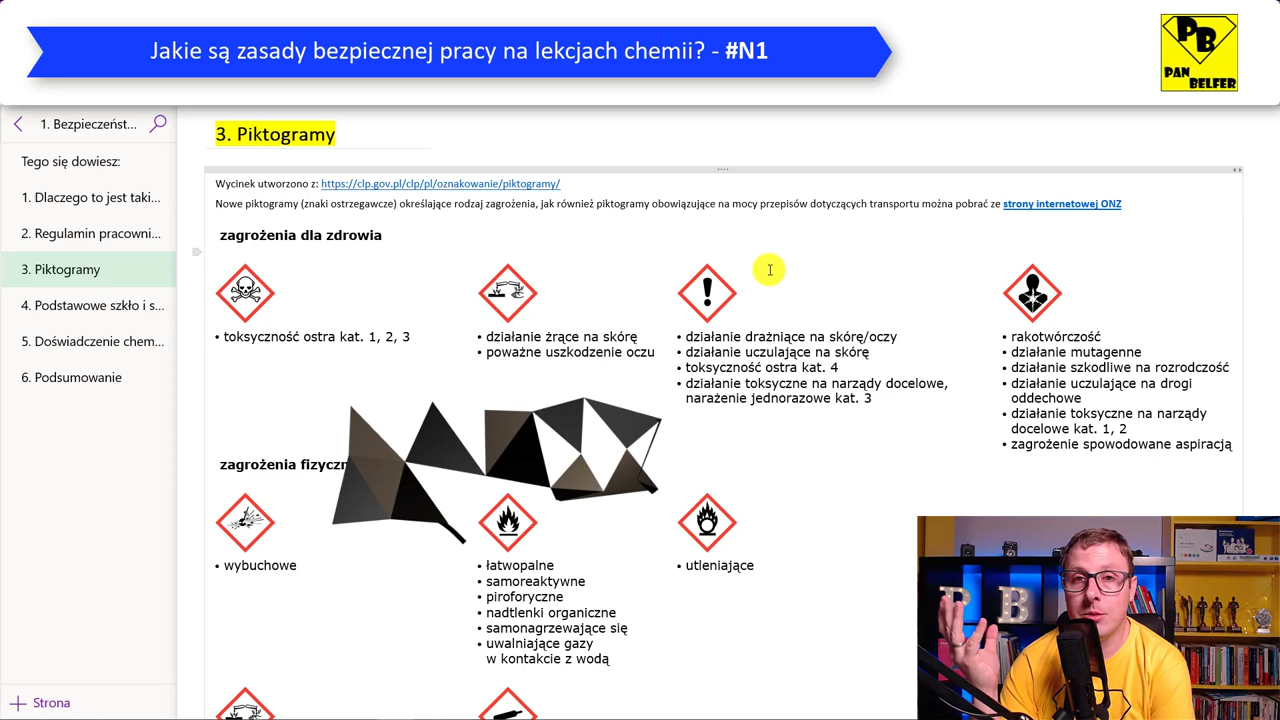 Jakie są zasady bezpiecznej pracy na lekcjach chemii? - #N1
PB
PAN
BELFER
1. Bezpieczeńst...
Tego się dowiesz:
1. Dlaczego to jest taki...
2. Regulamin pracowni...
3. Piktogramy
4. Podstawowe szkło i s...
5. Doświadczenie chem...
6. Podsumowanie
Strona
3. Piktogramy
Wycinek utworzono z: https://clp.gov.pl/clp/pl/oznakowanie/piktogramy/
Nowe piktogramy (znaki ostrzegawcze) określające rodzaj zagrożenia, jak również piktogramy obowiązujące na mocy przepisów dotyczących transportu można pobrać ze strony internetowej ONZ
zagrożenia dla zdrowia
• toksyczność ostra kat. 1, 2, 3
• działanie żrące na skórę
• poważne uszkodzenie oczu
• działanie drażniące na skórę/oczy
• działanie uczulające na skórę
• toksyczność ostra kat. 4
• działanie toksyczne na narządy docelowe,
narażenie jednorazowe kat. 3
• rakotwórczość
• działanie mutagenne
• działanie szkodliwe na rozrodczość
• działanie uczulające na drogi
oddechowe
• działanie toksyczne na narządy
docelowe kat. 1, 2
• zagrożenie spowodowane aspiracją
zagrożenia fizyczn
• wybuchowe
• łatwopalne
• samoreaktywne
• piroforyczne
• nadtlenki organiczne
• samonagrzewające się
• uwalniające gazy
w kontakcie z wodą
• utleniające
P B